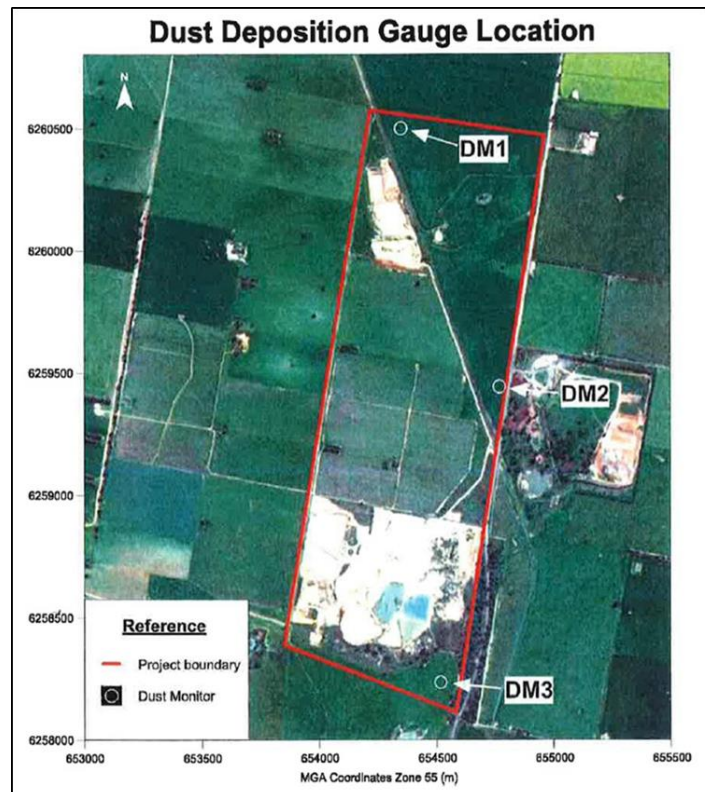 Dust Deposition Gauge Location
N
6260500
DM1
6260000
6259500
DM2
6259000
6258500
Reference
Project boundary
Dust Monitor
DM3
6258000
653000
653500
654000
654500
655000
655500
MGA Coordinates Zone 55 (m)